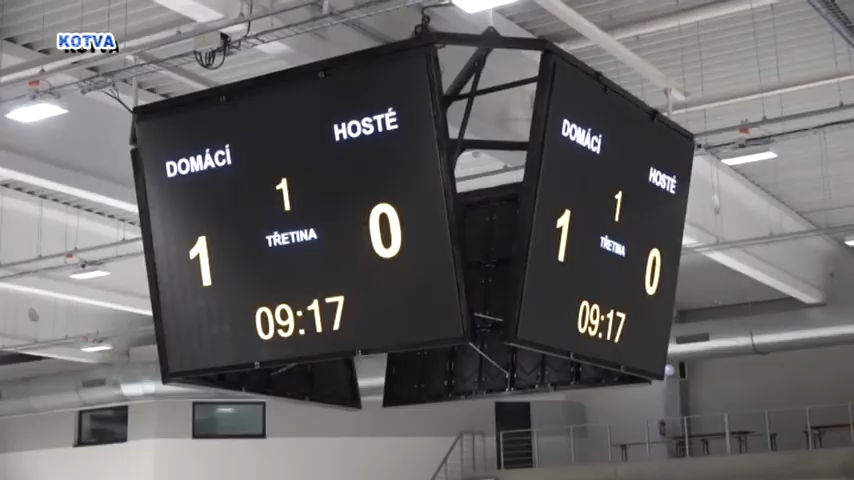 KOTVA
DOMÁCÍ HOSTÉ
1
1 TŘETINA 0
09:17
DOMÁCÍ HOSTÉ
1
1 TŘETINA 0
09:17